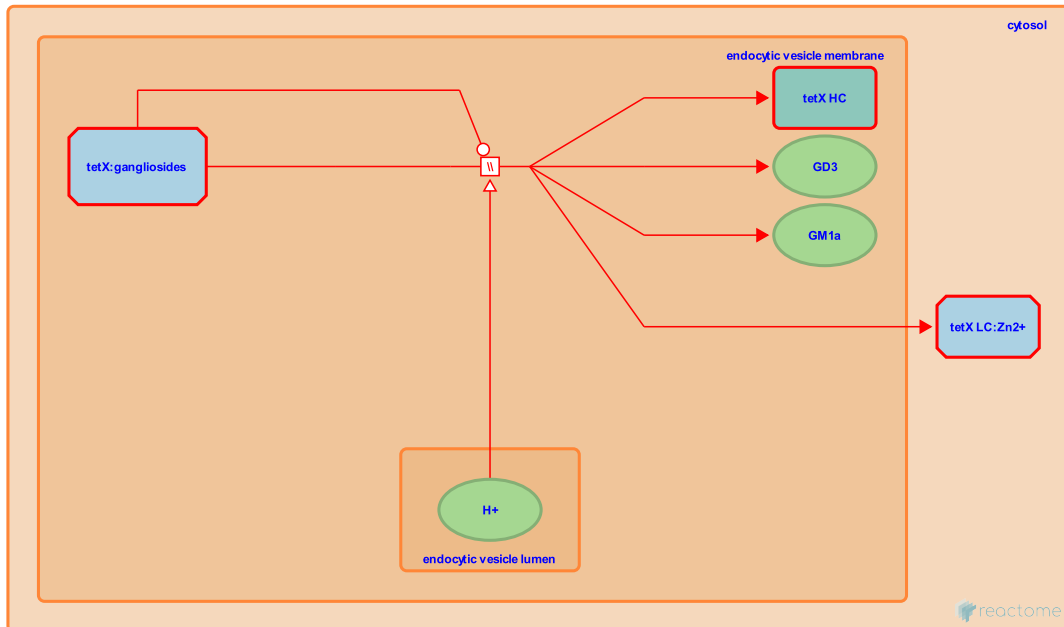 cytosol
endocytic vesicle membrane
tetX HC
tetX:gangliosides
\\
GD3
GM1a
tetX LC:Zn2+
H+
endocytic vesicle lumen
reactome